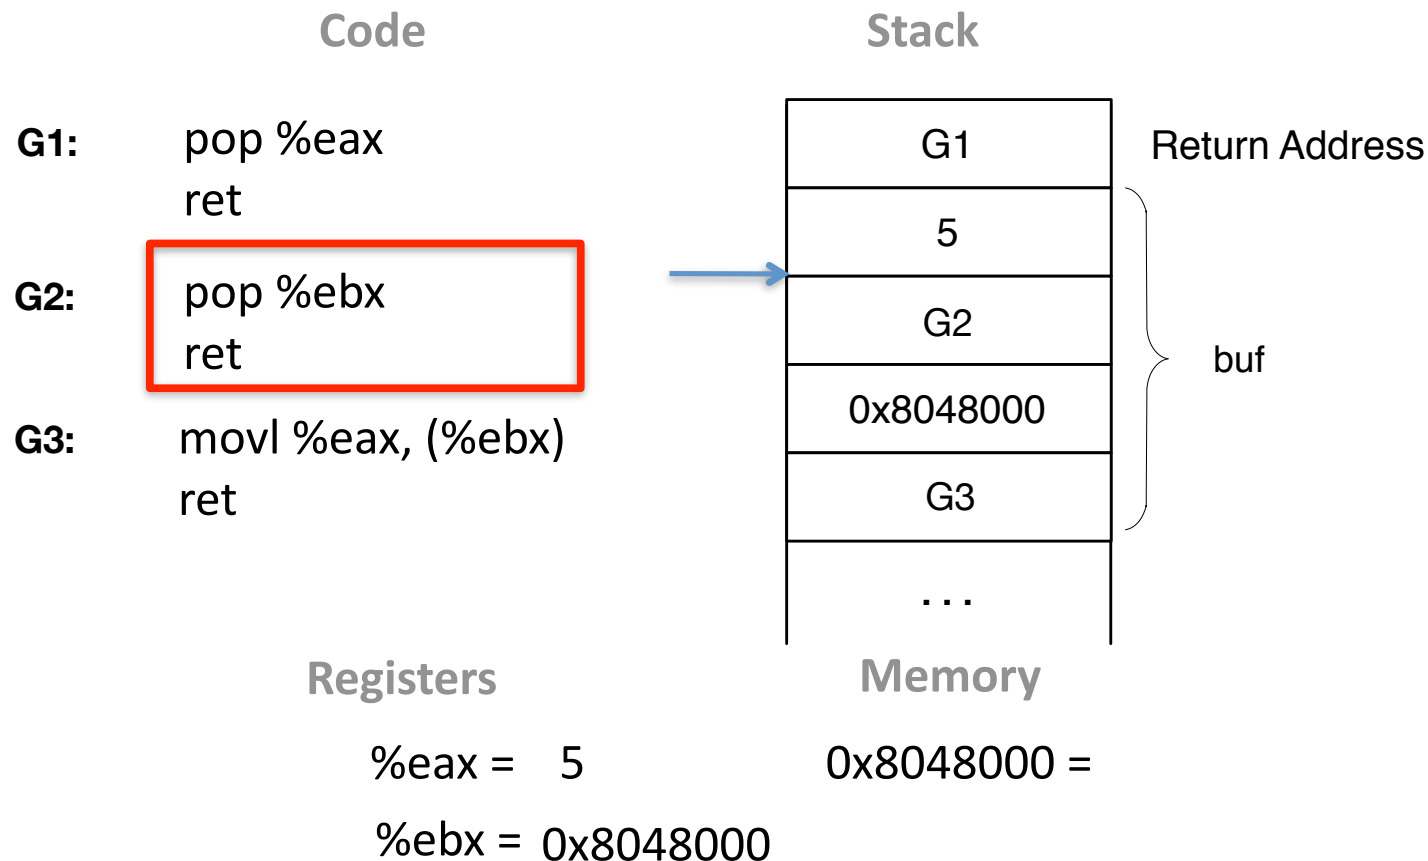 Code
G1: pop %eax
ret
G2: pop %ebx
ret
G3: movl %eax, (%ebx)
ret
Stack
G1 Return Address
5
G2
0x8048000
G3
...
buf
Registers
%eax = 5
%ebx = 0x8048000
Memory
0x8048000 =